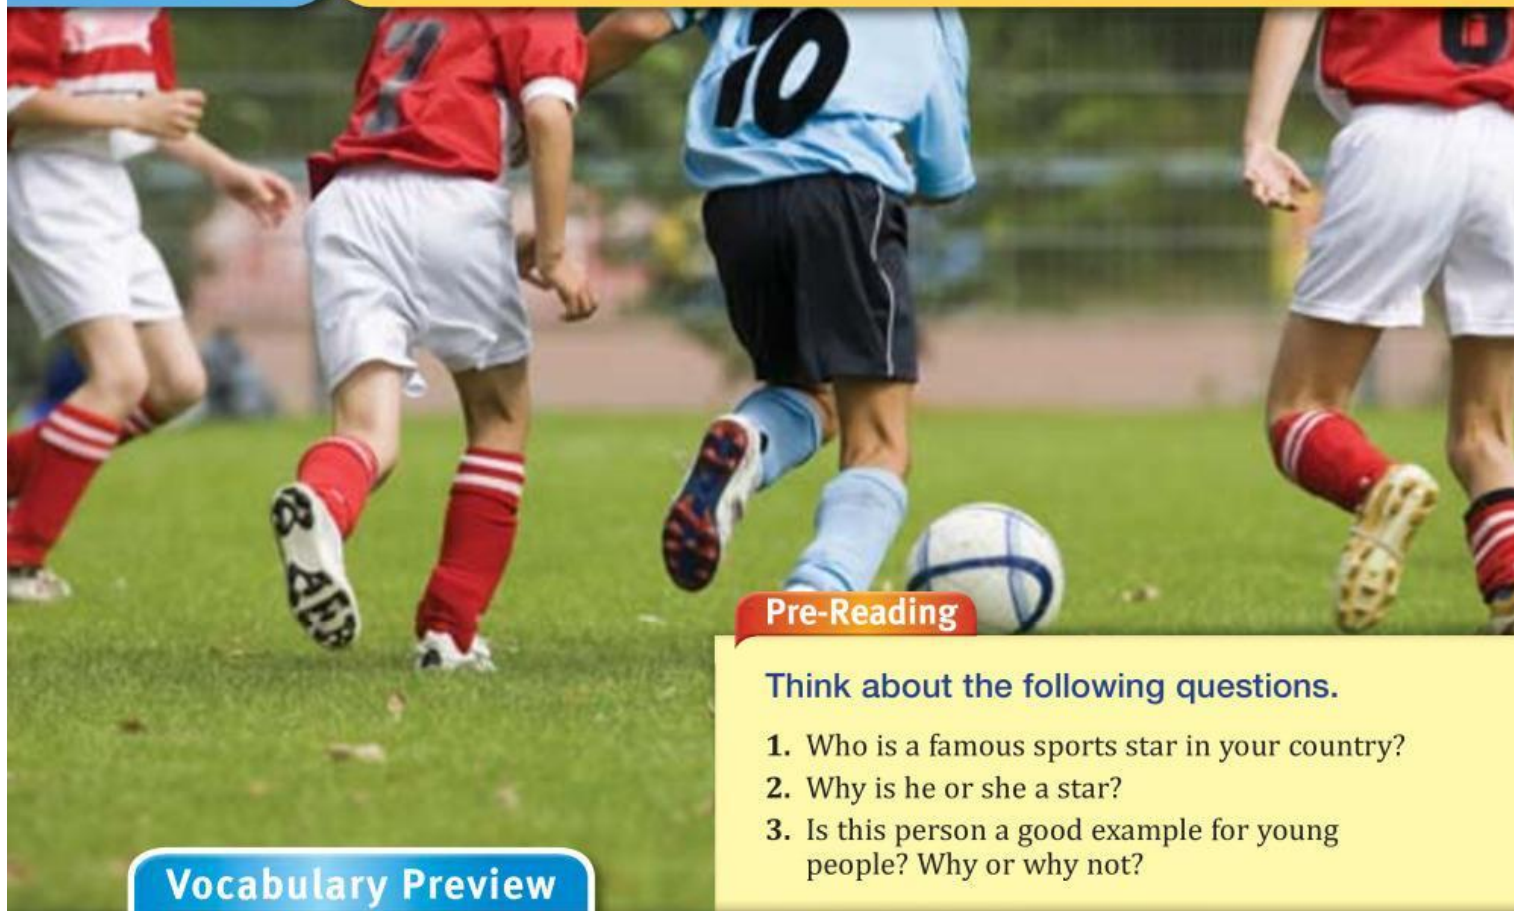 10
Pre-Reading
Think about the following questions.
1. Who is a famous sports star in your country?
2. Why is he or she a star?
3. Is this person a good example for young
people? Why or why not?
Vocabulary Preview